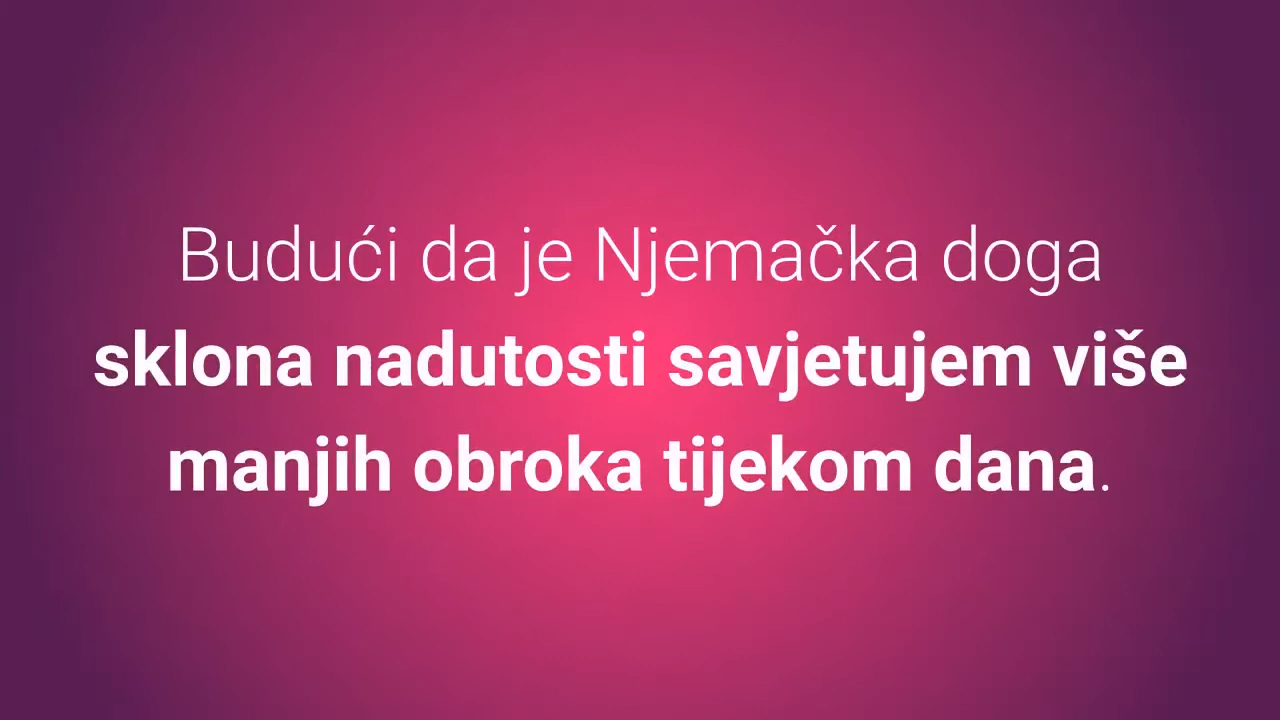 Budući da je Njemačka doga
sklona nadutosti savjetujem više
manjih obroka tijekom dana.